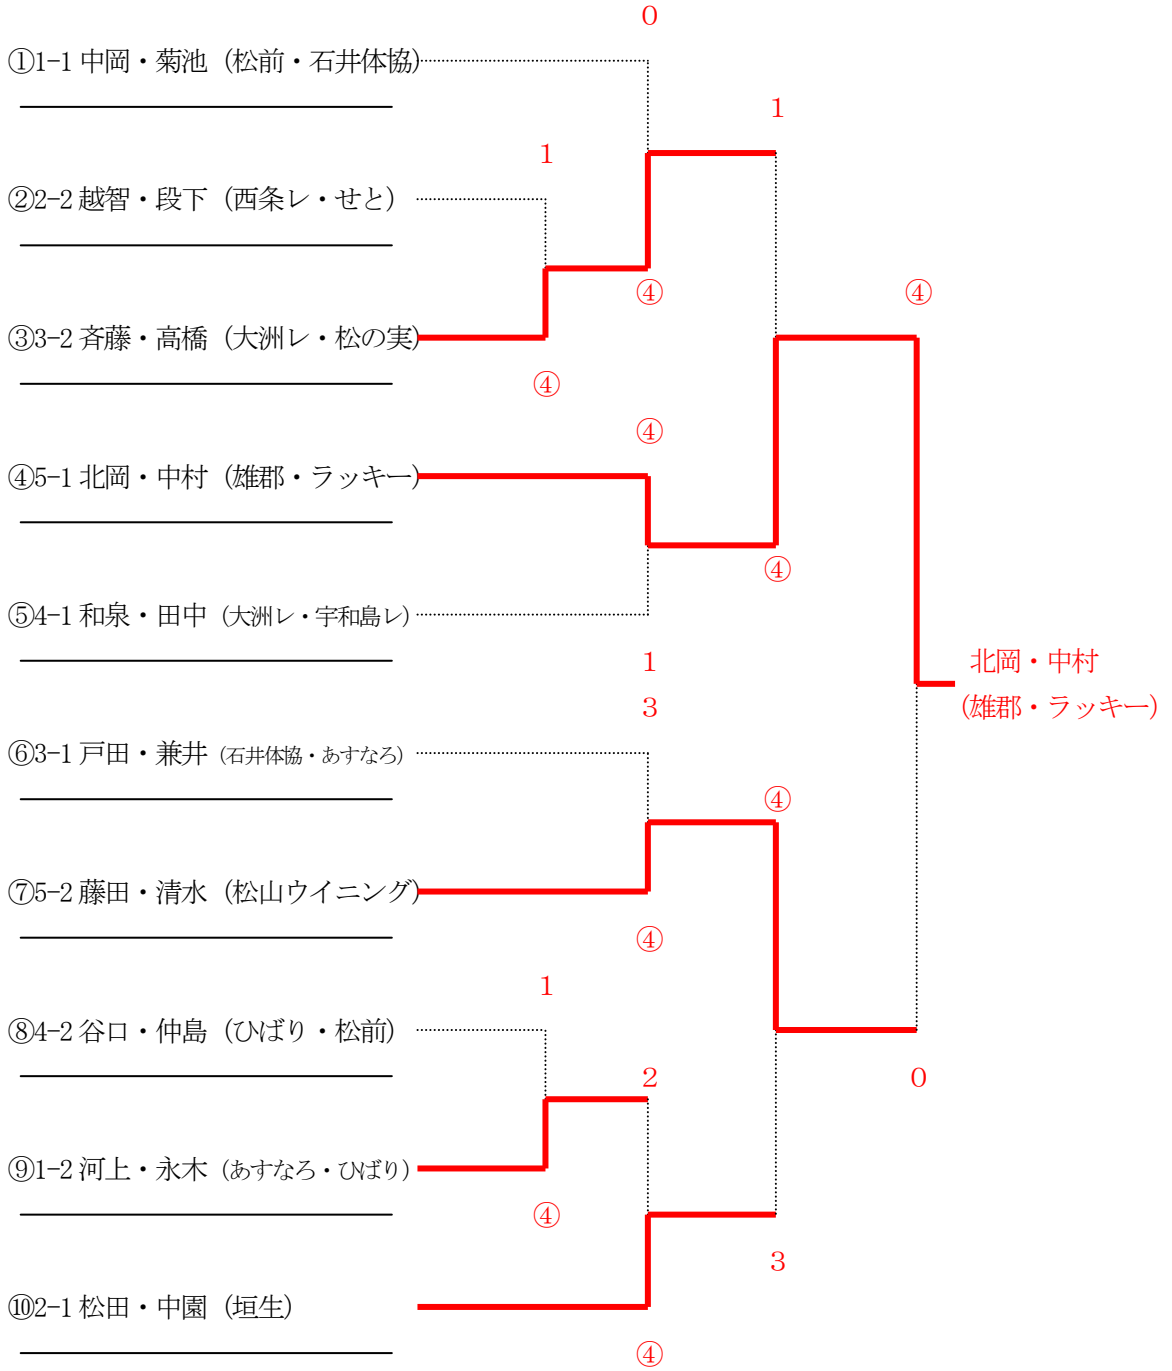 0
①1-1 中岡・菊池（松前・石井体協）
1
1
②2-2 越智・段下（西条レ・せと）
④
④
③3-2 斉藤・高橋（大洲レ・松の実）
④
④
④5-1 北岡・中村（雄郡・ラッキー）
④
⑤4-1 和泉・田中（大洲レ・宇和島レ）
1
北岡・中村
（雄郡・ラッキー）
3
⑥3-1 戸田・兼井（石井体協・あすなろ）
④
⑦5-2 藤田・清水（松山ウイニング）
④
1
⑧4-2 谷口・仲島（ひばり・松前）
2
0
⑨1-2 河上・永木（あすなろ・ひばり）
④
3
⑩2-1 松田・中園（垣生）
④